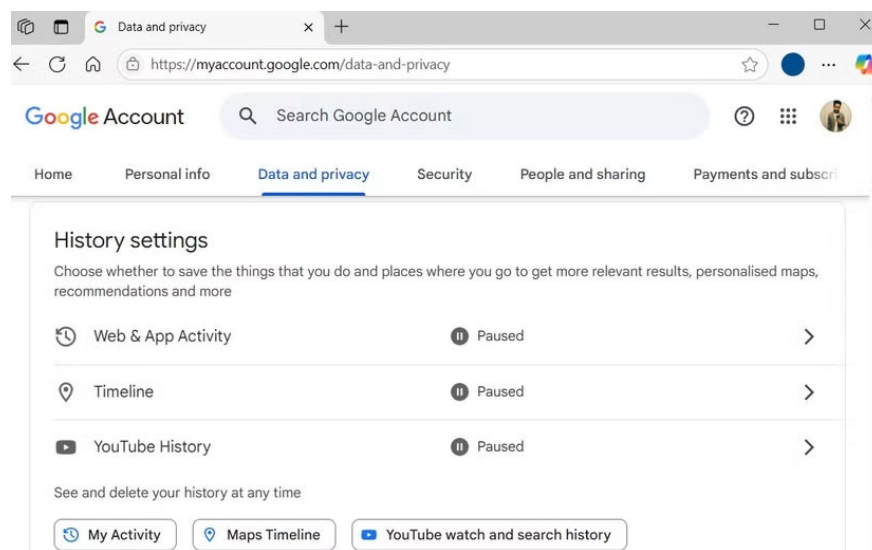 Data and privacy
https://myaccount.google.com/data-and-privacy
Google Account
Search Google Account
Home Personal info Data and privacy Security People and sharing Payments and subscri
History settings
Choose whether to save the things that you do and places where you go to get more relevant results, personalised maps,
recommendations and more
Web & App Activity Paused
Timeline Paused
YouTube History Paused
See and delete your history at any time
My Activity Maps Timeline YouTube watch and search history